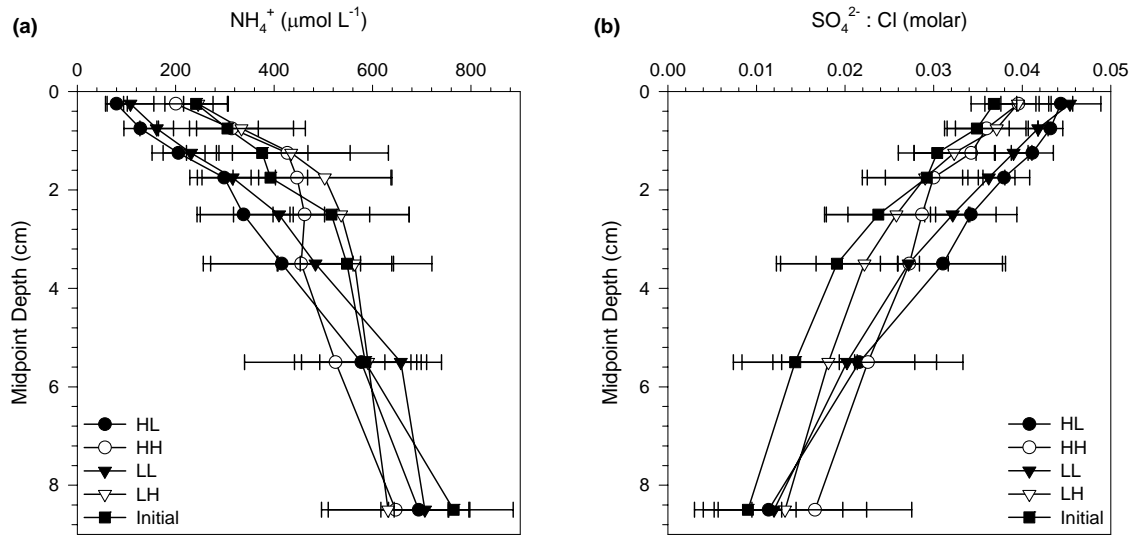 (a)
NH₄⁺ (μmol L⁻¹)
0 200 400 600 800
Midpoint Depth (cm)
0
2
4
6
8
HL
HH
LL
LH
Initial
(b)
SO₄²⁻ : Cl (molar)
0.00 0.01 0.02 0.03 0.04 0.05
Midpoint Depth (cm)
0
2
4
6
8
HL
HH
LL
LH
Initial